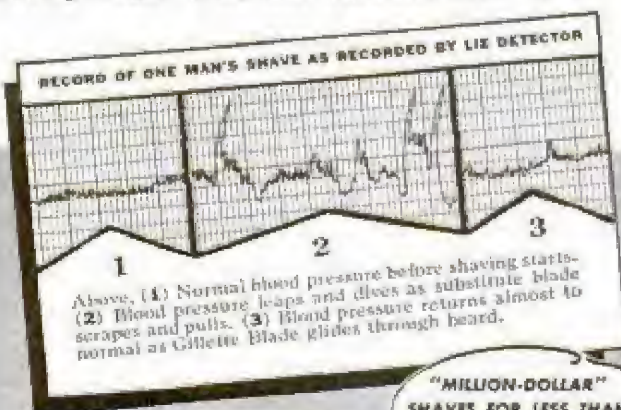 RECORD OF ONE MAN'S SHAVE AS RECORDED BY LIE DETECTOR
1
2
3
Above, (1) Normal blood pressure before shaving starts.
(2) Blood pressure leaps and dives as substitute blade
scrapes and pulls. (3) Blood pressure returns almost to
normal as Gillette Blade glides through beard.
"MILLION-DOLLAR"
SHAVES FOR LESS THAN